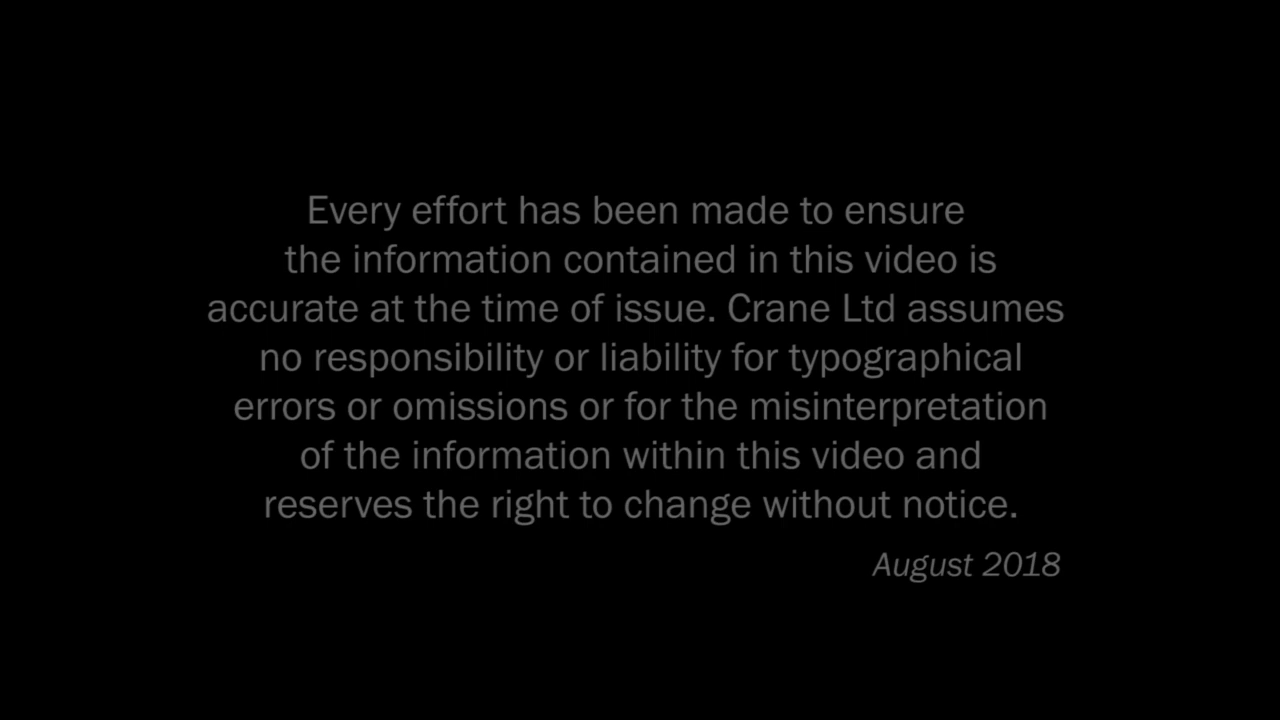 Every effort has been made to ensure
the information contained in this video is
accurate at the time of issue. Crane Ltd assumes
no responsibility or liability for typographical
errors or omissions or for the misinterpretation
of the information within this video and
reserves the right to change without notice.
August 2018